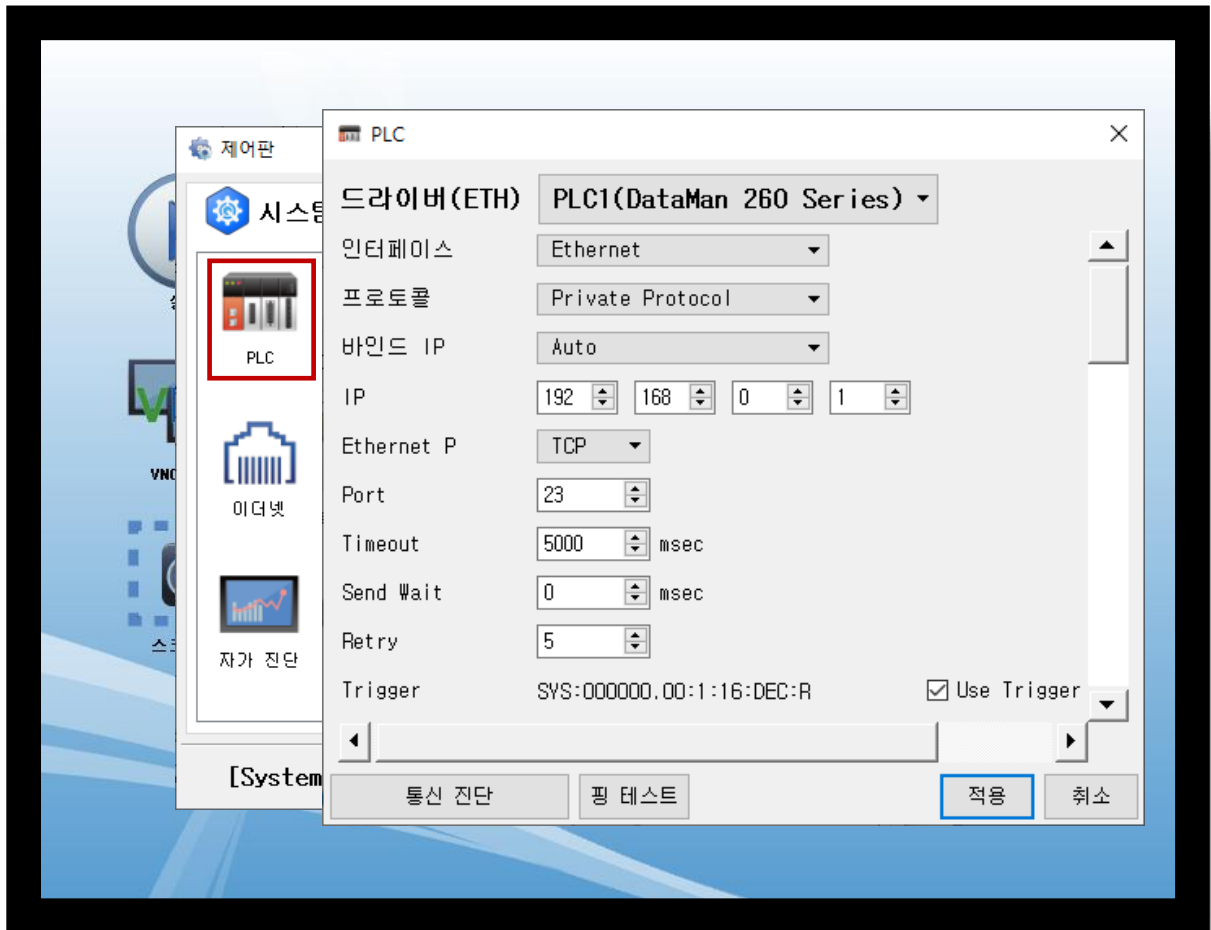 제어판
PLC
시스템
드라이버(ETH) PLC1(DataMan 260 Series)
인터페이스 Ethernet
프로토콜 Private Protocol
바인드 IP Auto
IP 192 168 0 1
Ethernet P TCP
Port 23
Timeout 5000 msec
Send Wait 0 msec
Retry 5
Trigger SYS:000000.00:1:16:DEC:R Use Trigger
통신 진단 핑 테스트 적용 취소
PLC
이더넷
자가 진단
[System
VNC